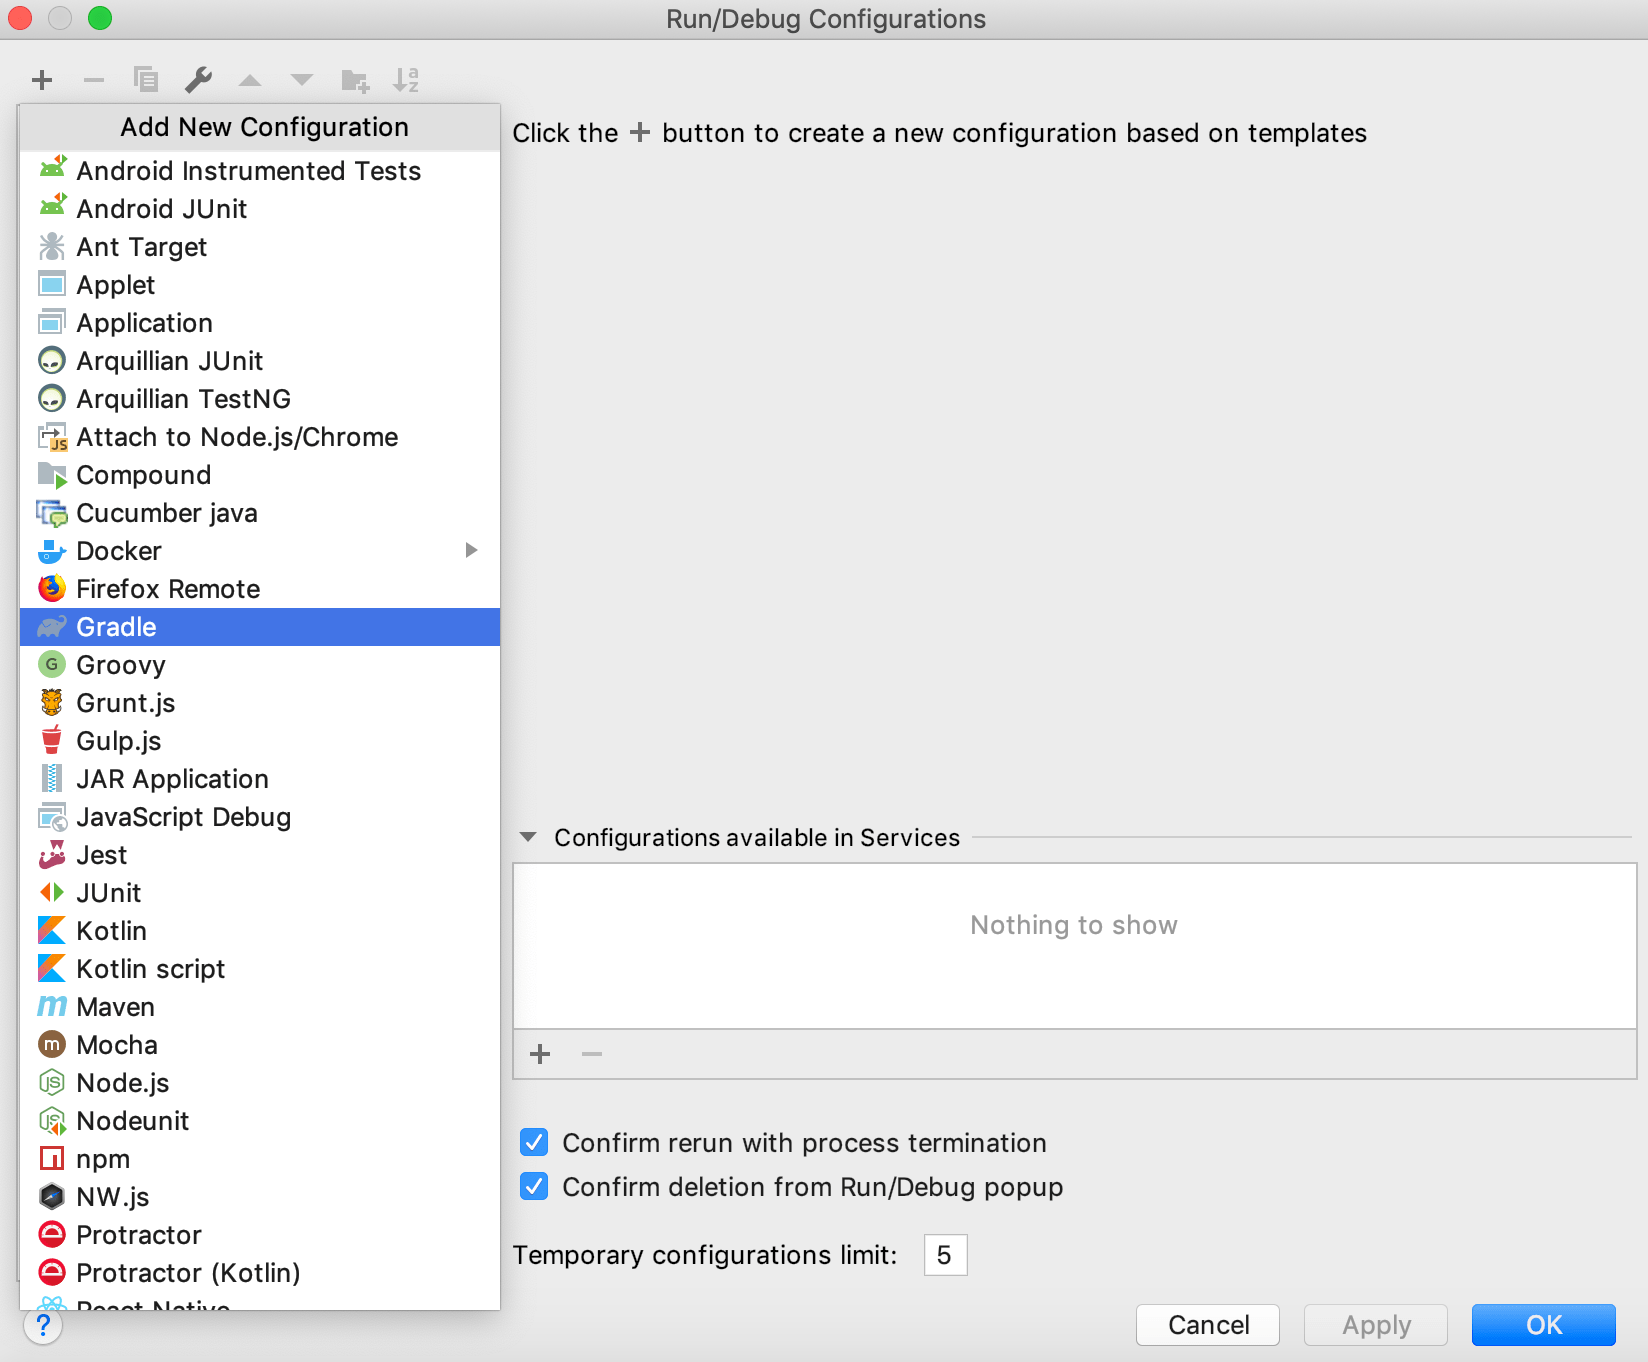 Run/Debug Configurations
Add New Configuration
Click the + button to create a new configuration based on templates
Android Instrumented Tests
Android JUnit
Ant Target
Applet
Application
Arquillian JUnit
Arquillian TestNG
Attach to Node.js/Chrome
Compound
Cucumber java
Docker
Firefox Remote
Gradle
Groovy
Grunt.js
Gulp.js
JAR Application
JavaScript Debug
Jest
JUnit
Kotlin
Kotlin script
Maven
Mocha
Node.js
Nodeunit
npm
NW.js
Protractor
Protractor (Kotlin)
React Native
Configurations available in Services
Nothing to show
Confirm rerun with process termination
Confirm deletion from Run/Debug popup
Temporary configurations limit: 5
?
Cancel
Apply
OK